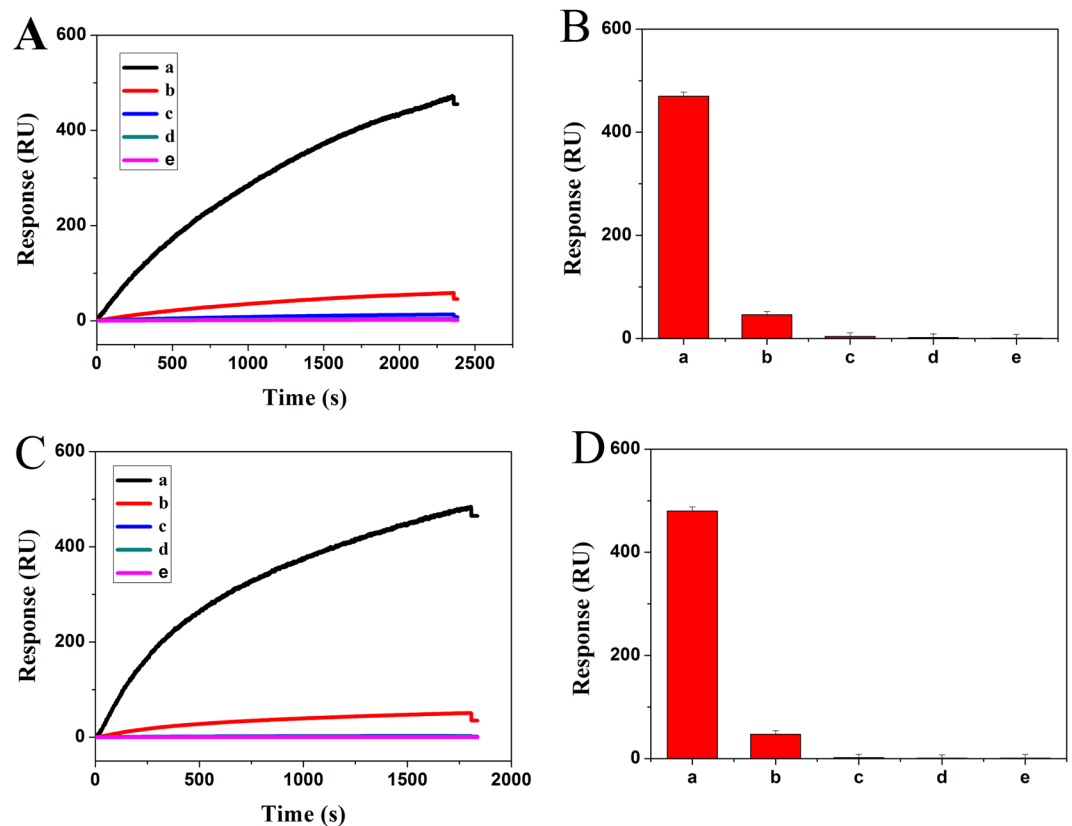 A
600
400
200
0
Response (RU)
a
b
c
d
e
0 500 1000 1500 2000 2500
Time (s)
B
600
400
200
0
Response (RU)
a b c d e
C
600
400
200
0
Response (RU)
a
b
c
d
e
0 500 1000 1500 2000
Time (s)
D
600
400
200
0
Response (RU)
a b c d e